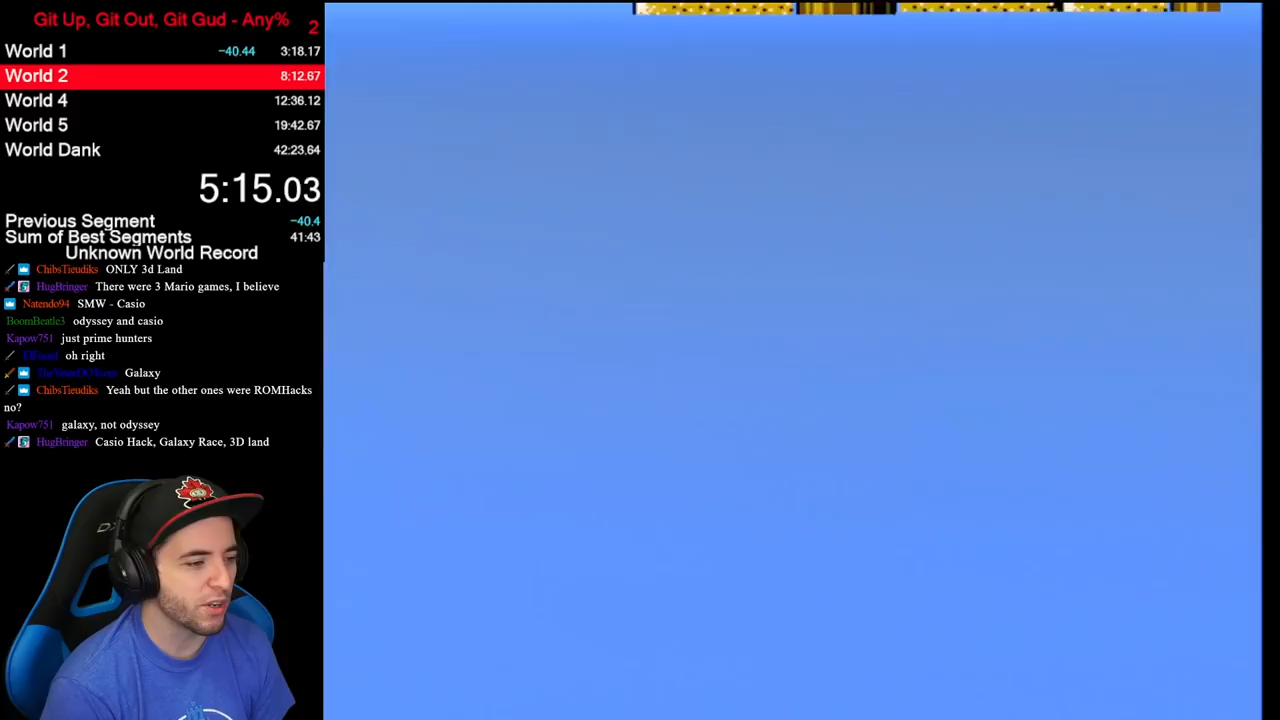 Git Up, Git Out, Git Gud - Any%
2
World 1 −40.44 3:18.17
World 2 8:12.67
World 4 12:36.12
World 5 19:42.67
World Dank 42:23.64
5:15.03
Previous Segment −40.4
Sum of Best Segments 41:43
Unknown World Record
ChibsTieudiks ONLY 3d Land
HugBringer There were 3 Mario games, I believe
Natendo94 SMW - Casio
BoomBeatle3 odyssey and casio
Kapow751 just prime hunters
oh right
Galaxy
ChibsTieudiks Yeah but the other ones were ROMHacks
no?
Kapow751 galaxy, not odyssey
HugBringer Casio Hack, Galaxy Race, 3D land